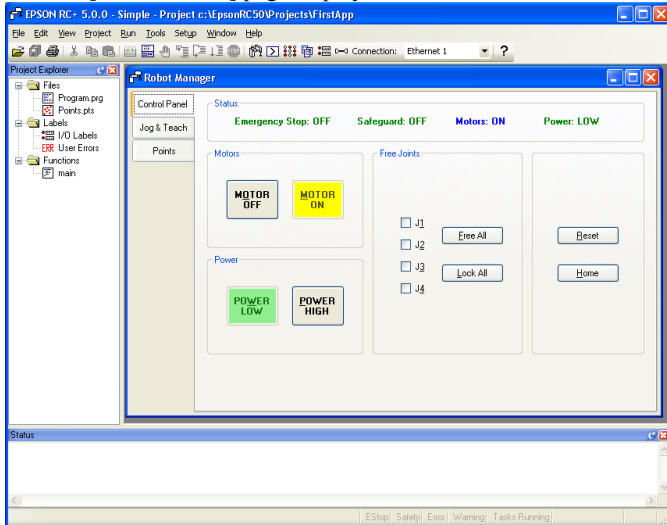 EPSON RC+ 5.0.0 - Simple - Project c:\EpsonRC50\Projects\FirstApp
File Edit View Project Run Tools Setup Window Help
Connection: Ethernet 1
Project Explorer
Files
Program.prg
Points.pts
Labels
I/O Labels
ERR User Errors
Functions
main
Robot Manager
Control Panel
Jog & Teach
Points
Status
Emergency Stop: OFF Safeguard: OFF Motors: ON Power: LOW
Motors
MOTOR OFF
MOTOR ON
Power
POWER LOW
POWER HIGH
Free Joints
J1
J2
J3
J4
Free All
Lock All
Reset
Home
Status
EStop Safety Error Warning Tasks Running